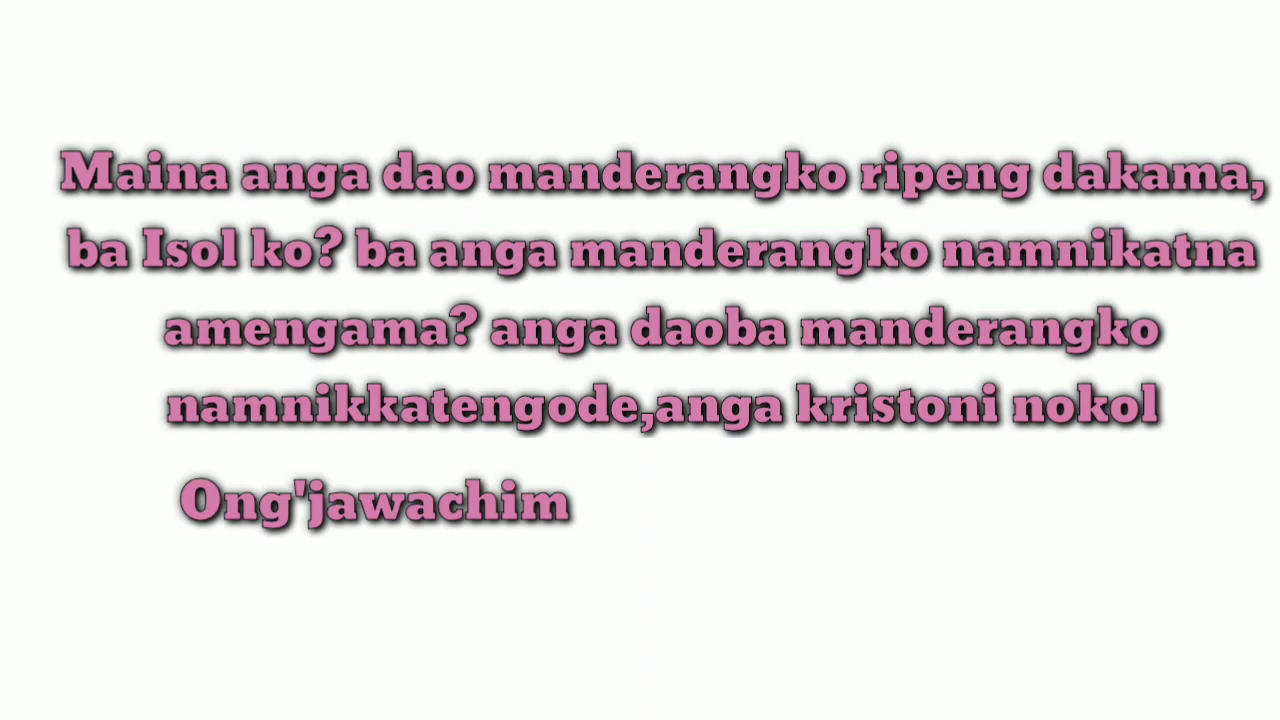 Maina anga dao manderangko ripeng dakama,
ba Isol ko? ba anga manderangko namnikatna
amengama? anga daoba manderangko
namnikkatengode,anga kristoni nokol
Ong'jawachim